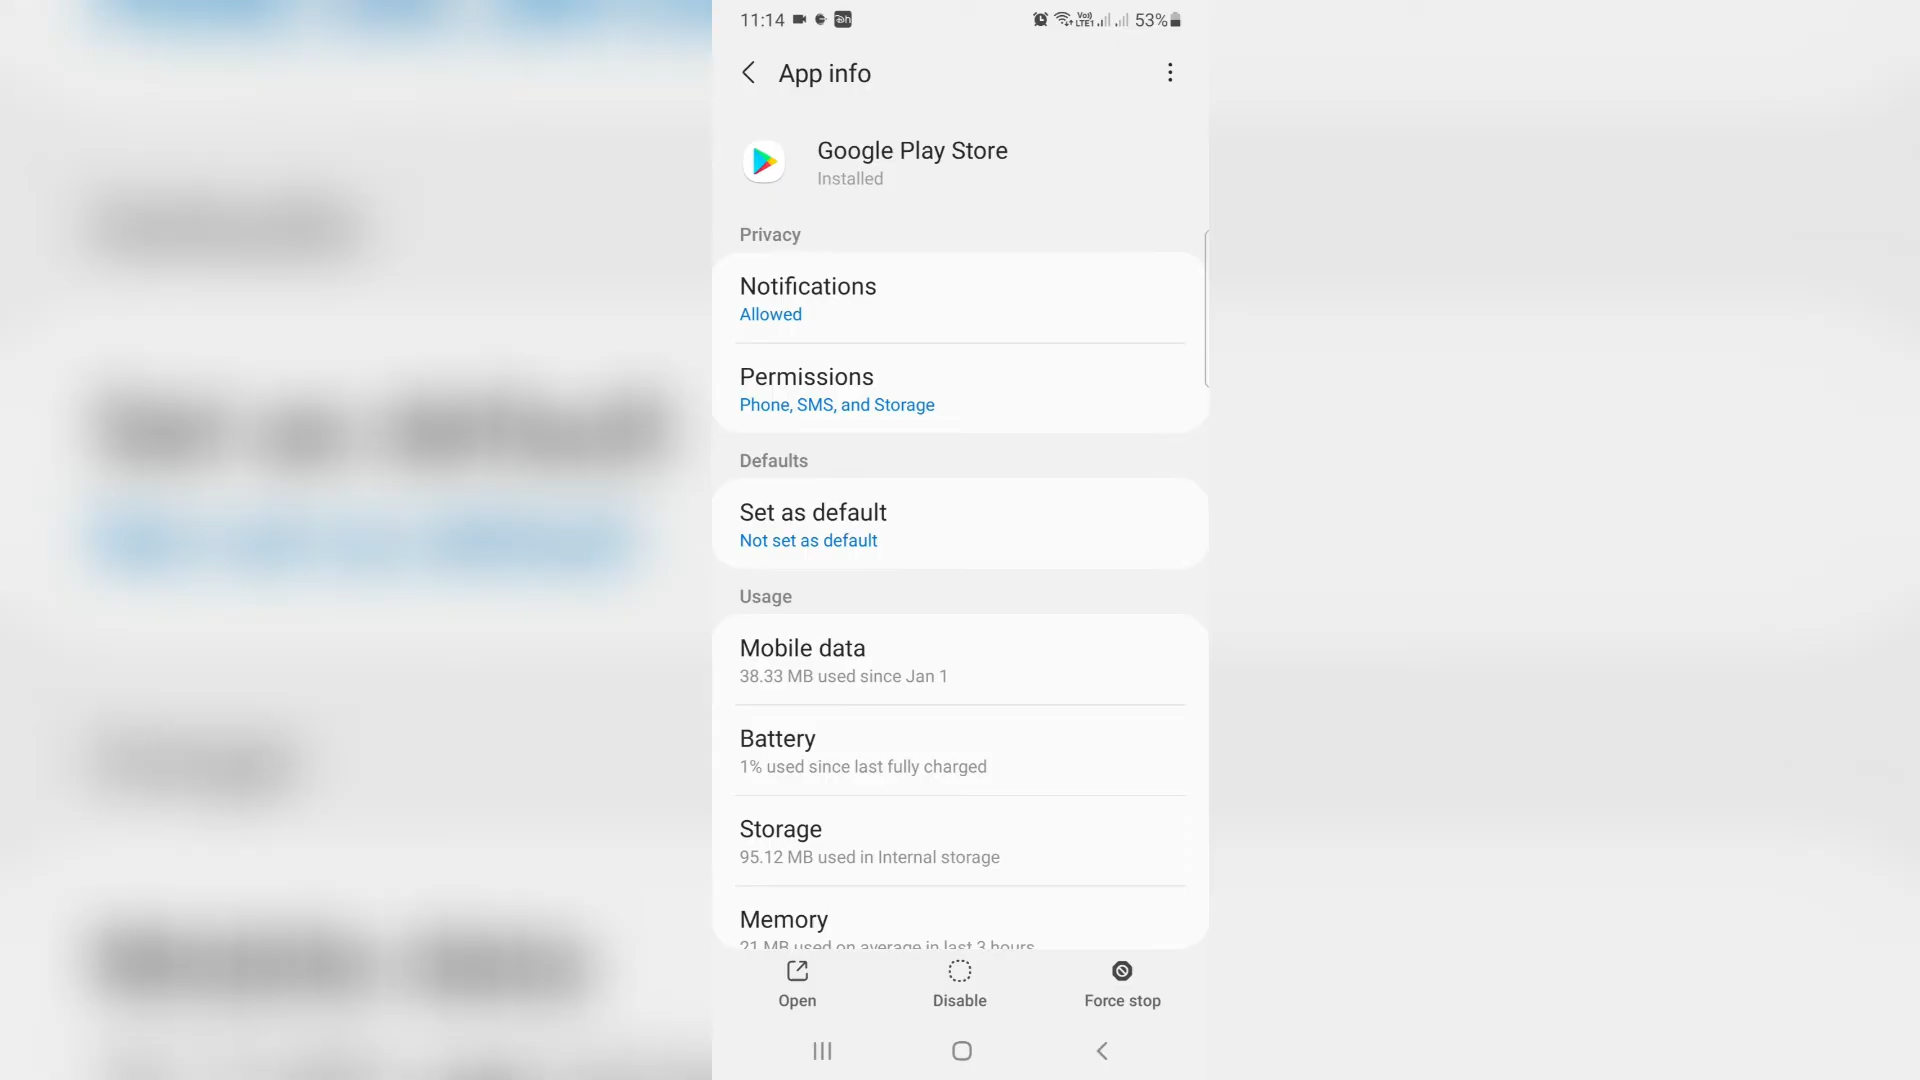 11:14 53%
App info
Google Play Store
Installed
Privacy
Notifications
Allowed
Permissions
Phone, SMS, and Storage
Defaults
Set as default
Not set as default
Usage
Mobile data
38.33 MB used since Jan 1
Battery
1% used since last fully charged
Storage
95.12 MB used in Internal storage
Memory
21 MB used on average in last 3 hours
Open Disable Force stop